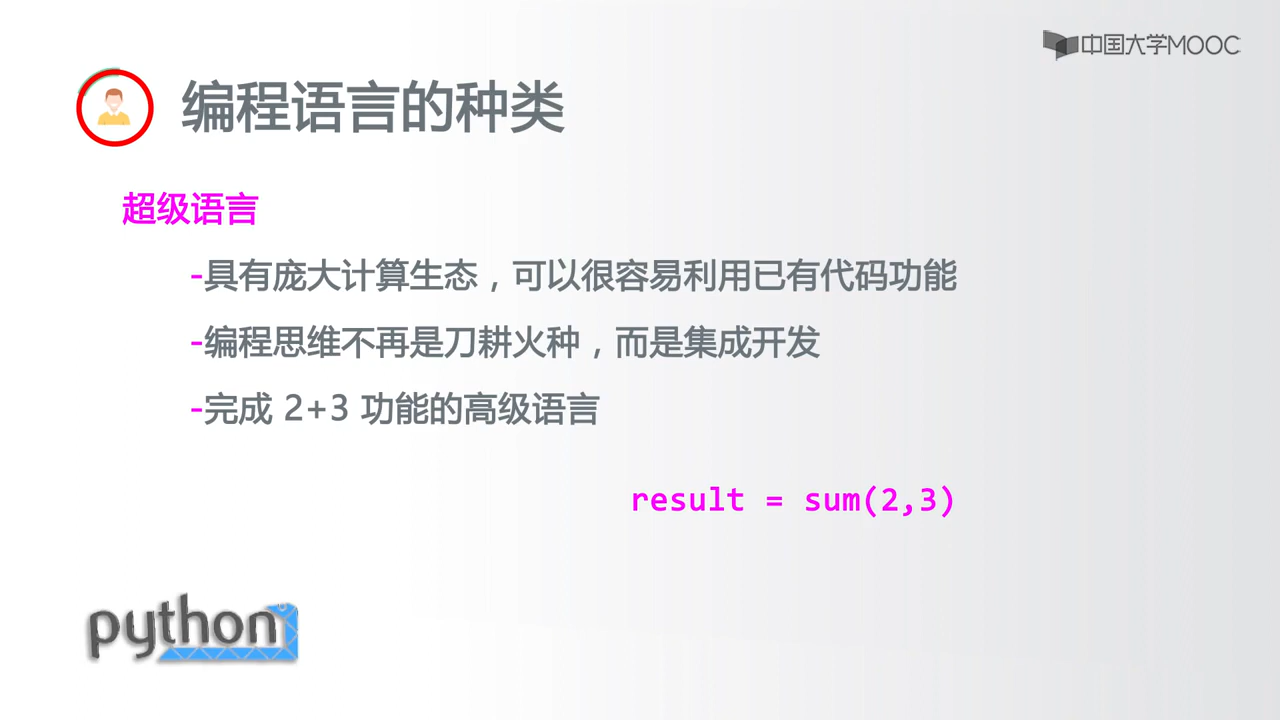 中国大学MOOC
编程语言的种类
超级语言
-具有庞大计算生态，可以很容易利用已有代码功能
-编程思维不再是刀耕火种，而是集成开发
-完成 2+3 功能的高级语言
result = sum(2,3)
python